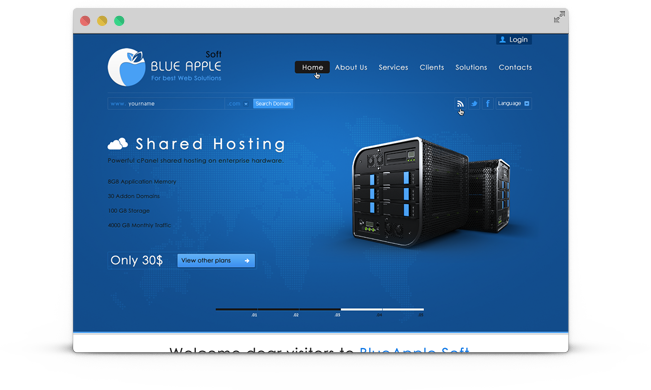 Login
Soft
BLUE APPLE
For best Web Solutions
Home About Us Services Clients Solutions Contacts
www. yourname .com Search Domain
Language
Shared Hosting
Powerful cPanel shared hosting on enterprise hardware.
8GB Application Memory
30 Addon Domains
100 GB Storage
4000 GB Monthly Traffic
Only 30$ View other plans
.01 .02 .03
Welcome dear visitors to BlueApple Soft